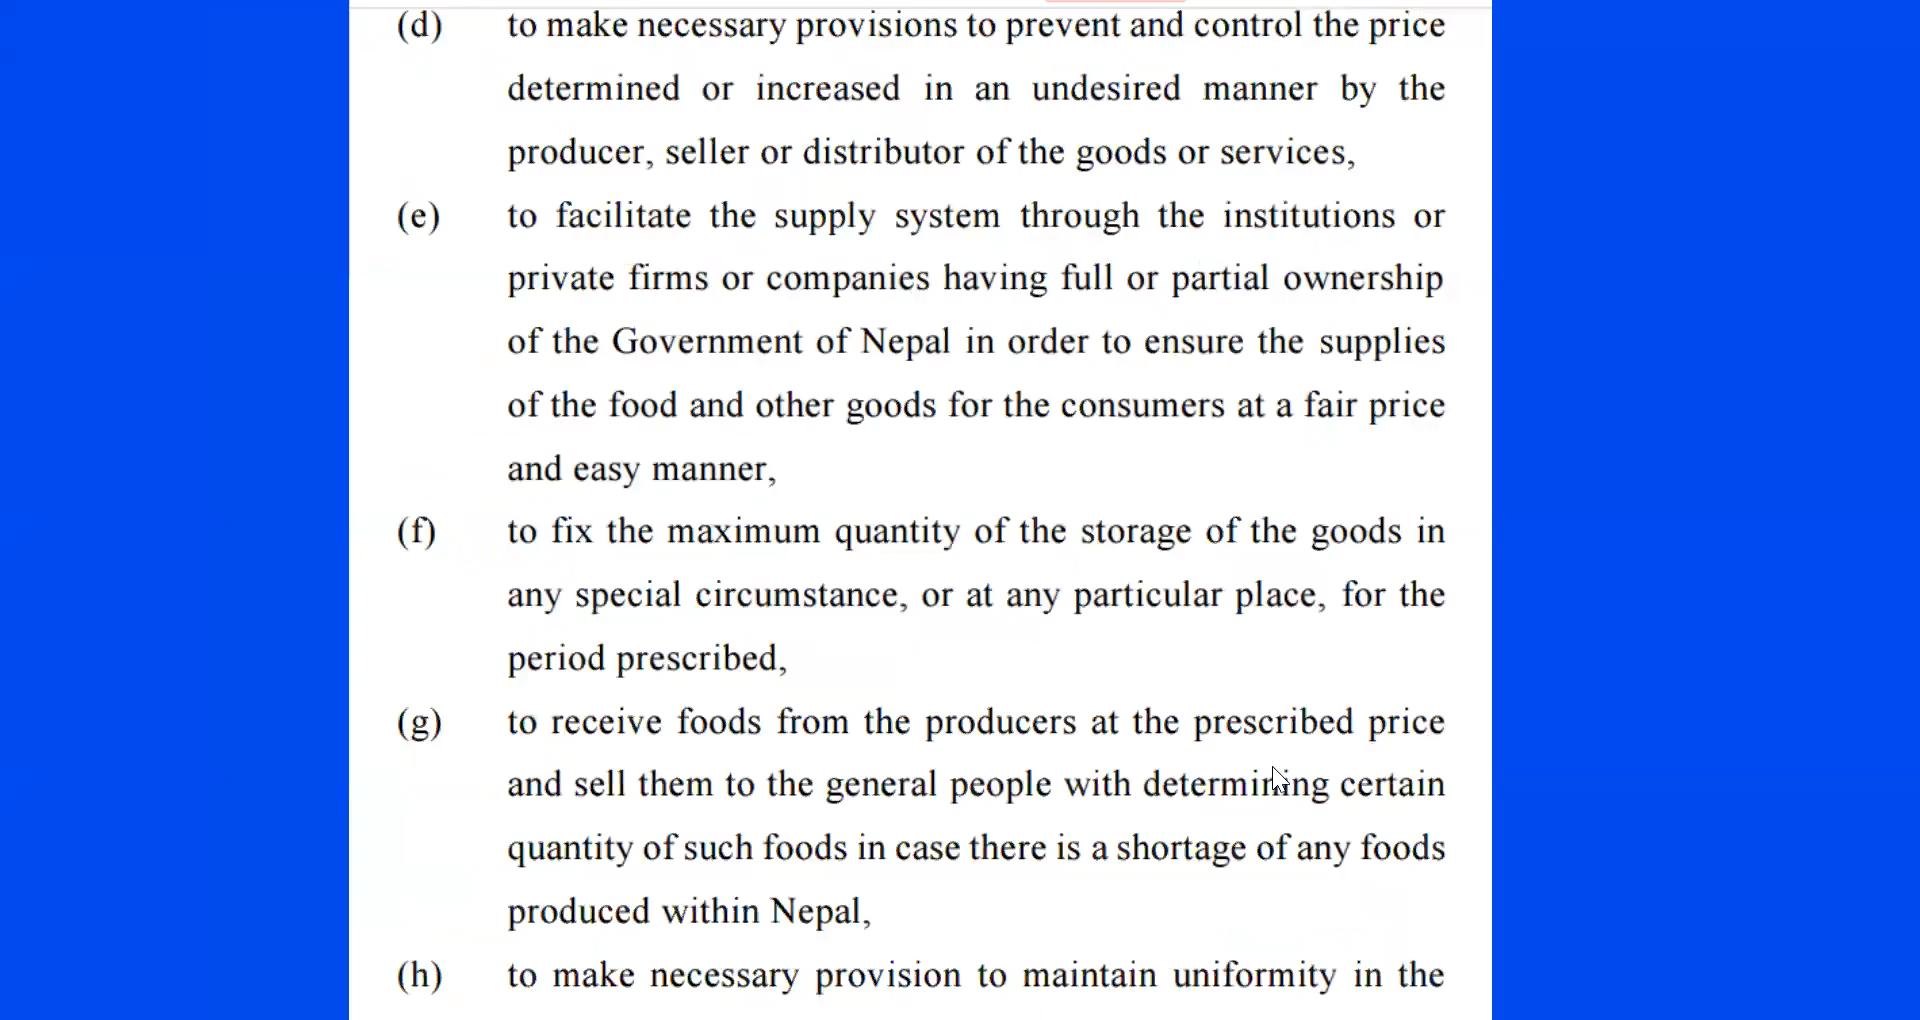 (d) to make necessary provisions to prevent and control the price
determined or increased in an undesired manner by the
producer, seller or distributor of the goods or services,
(e) to facilitate the supply system through the institutions or
private firms or companies having full or partial ownership
of the Government of Nepal in order to ensure the supplies
of the food and other goods for the consumers at a fair price
and easy manner,
(f) to fix the maximum quantity of the storage of the goods in
any special circumstance, or at any particular place, for the
period prescribed,
(g) to receive foods from the producers at the prescribed price
and sell them to the general people with determining certain
quantity of such foods in case there is a shortage of any foods
produced within Nepal,
(h) to make necessary provision to maintain uniformity in the